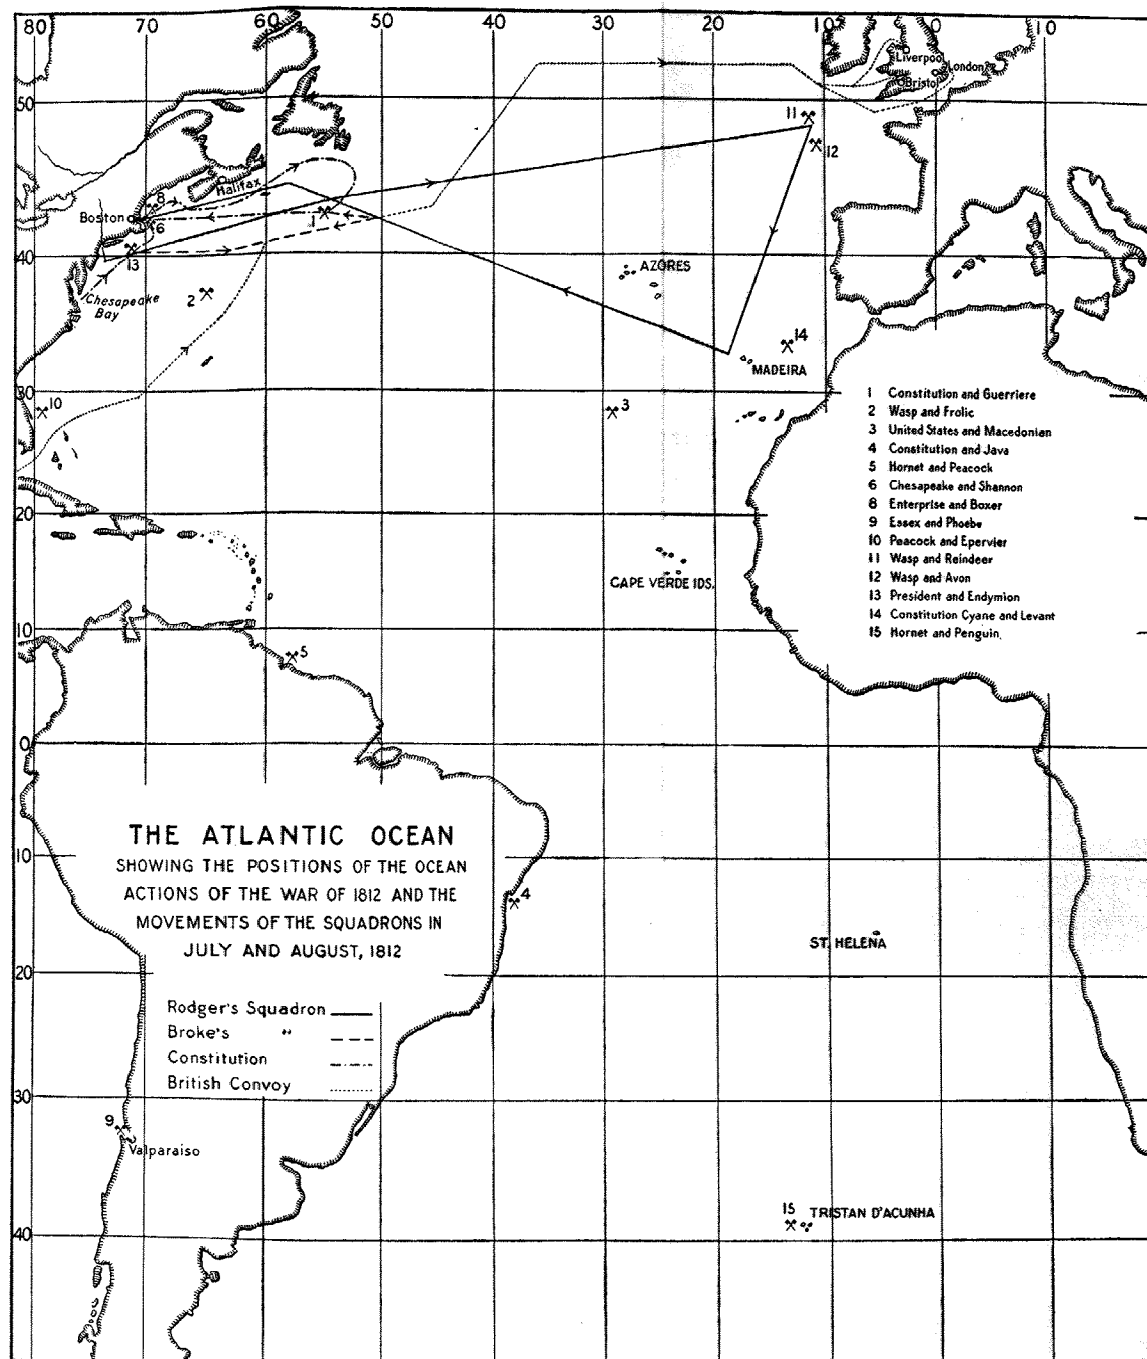 80 70 60 50 40 30 20 10 0 10
Liverpool
London
Bristol
50
11
12
Halifax
8
Boston
6
1
13
40
AZORES
Chesapeake
Bay
2
14
MADEIRA
30
10
3
1 Constitution and Guerriere
2 Wasp and Frolic
3 United States and Macedonian
4 Constitution and Java
5 Hornet and Peacock
6 Chesapeake and Shannon
8 Enterprise and Boxer
9 Essex and Phoebe
10 Peacock and Epervier
11 Wasp and Reindeer
12 Wasp and Avon
13 President and Endymion
14 Constitution Cyane and Levant
15 Hornet and Penguin.
20
CAPE VERDE IDS.
10
5
0
THE ATLANTIC OCEAN
SHOWING THE POSITIONS OF THE OCEAN
ACTIONS OF THE WAR OF 1812 AND THE
MOVEMENTS OF THE SQUADRONS IN
JULY AND AUGUST, 1812
10
4
ST. HELENA
20
Rodger's Squadron
Broke's "
Constitution
British Convoy
30
9
Valparaiso
15
TRISTAN D'ACUNHA
40